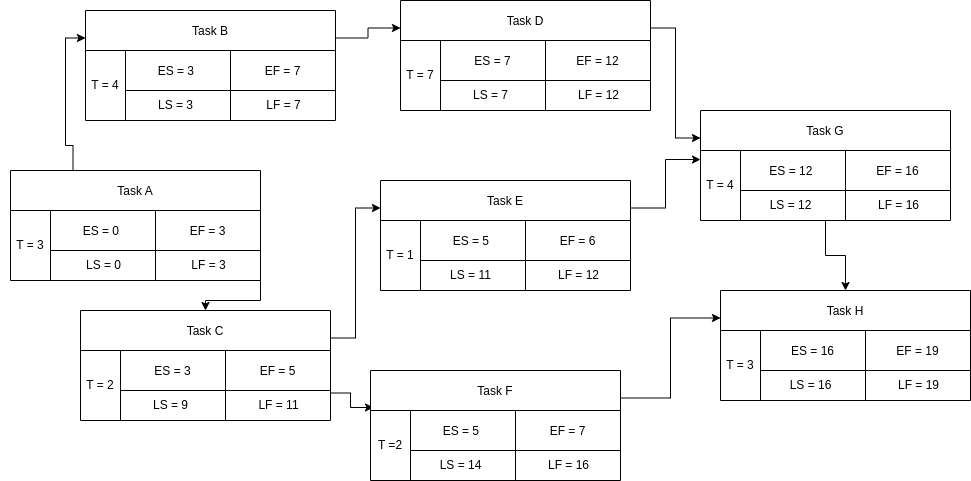 Task B
T = 4
ES = 3
EF = 7
LS = 3
LF = 7
Task D
T = 7
ES = 7
EF = 12
LS = 7
LF = 12
Task A
T = 3
ES = 0
EF = 3
LS = 0
LF = 3
Task E
T = 1
ES = 5
EF = 6
LS = 11
LF = 12
Task G
T = 4
ES = 12
EF = 16
LS = 12
LF = 16
Task C
T = 2
ES = 3
EF = 5
LS = 9
LF = 11
Task F
T =2
ES = 5
EF = 7
LS = 14
LF = 16
Task H
T = 3
ES = 16
EF = 19
LS = 16
LF = 19